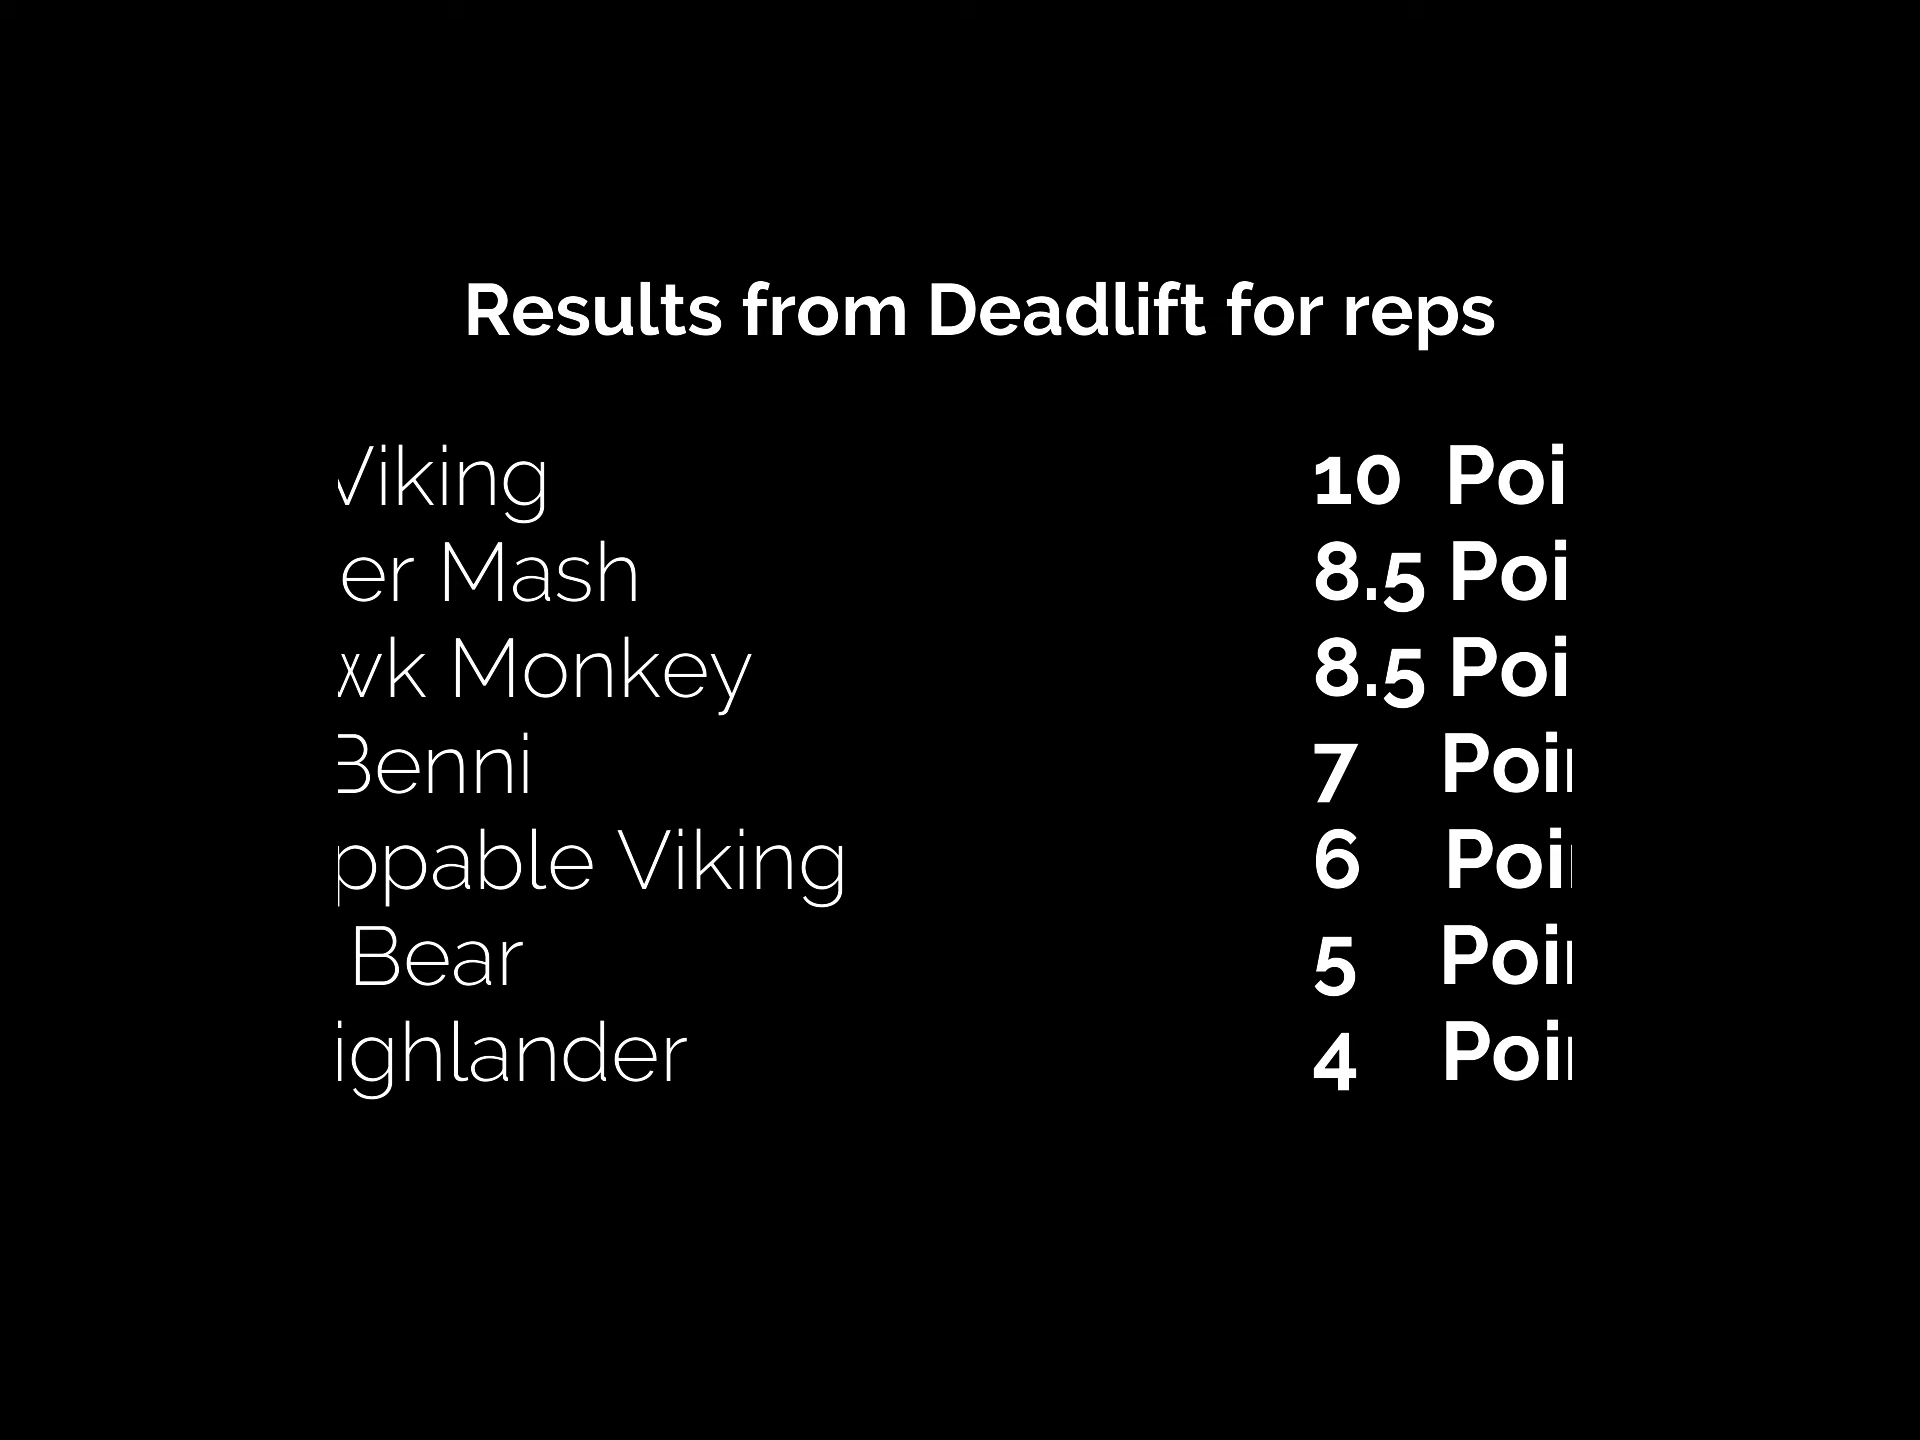 Results from Deadlift for reps
Viking 10 Poi
er Mash 8.5 Poi
wk Monkey 8.5 Poi
Benni 7 Poi
ppable Viking 6 Poi
Bear 5 Poi
ighlander 4 Poi